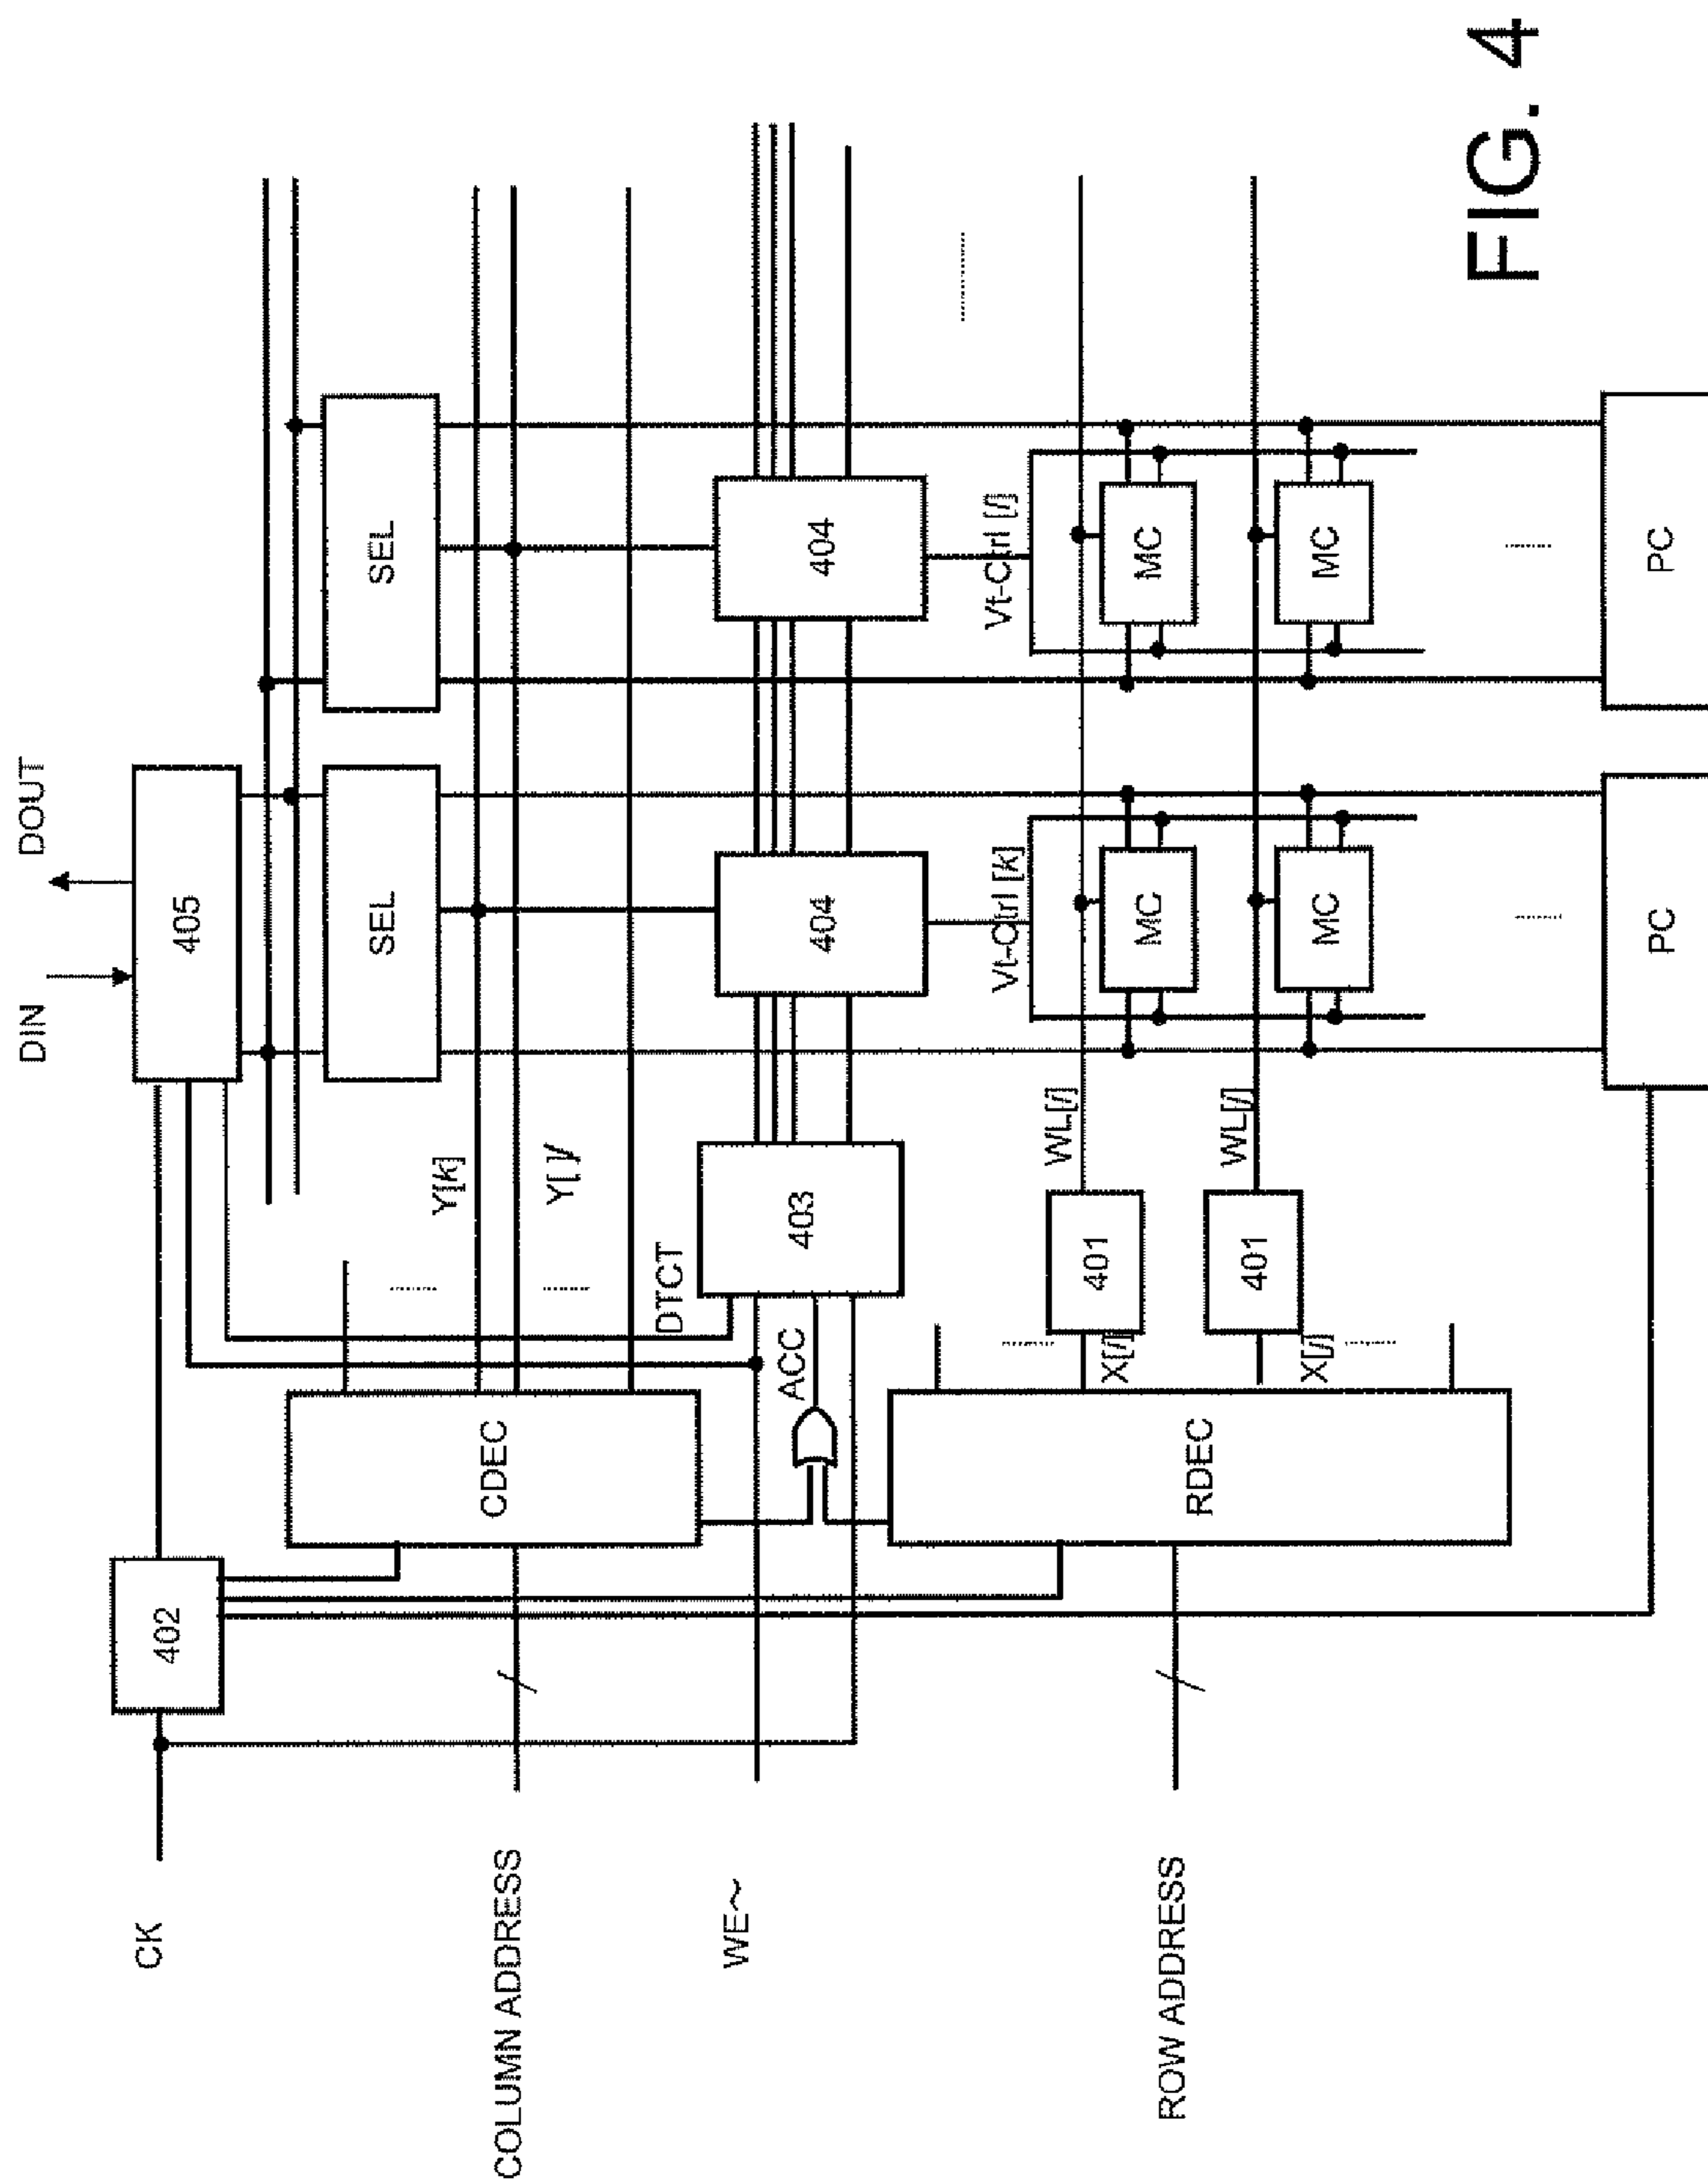 DIN
DOUT
405
CK
402
SEL
SEL
COLUMN ADDRESS
CDEC
Y[k]
Y[ ]/
DTCT
WE~
ACC
403
404
404
Vt-Ctrl [k]
Vt-Ctrl [l]
ROW ADDRESS
RDEC
X[i]
401
WL[i]
MC
MC
X[j]
401
WL[j]
MC
MC
PC
PC
FIG. 4